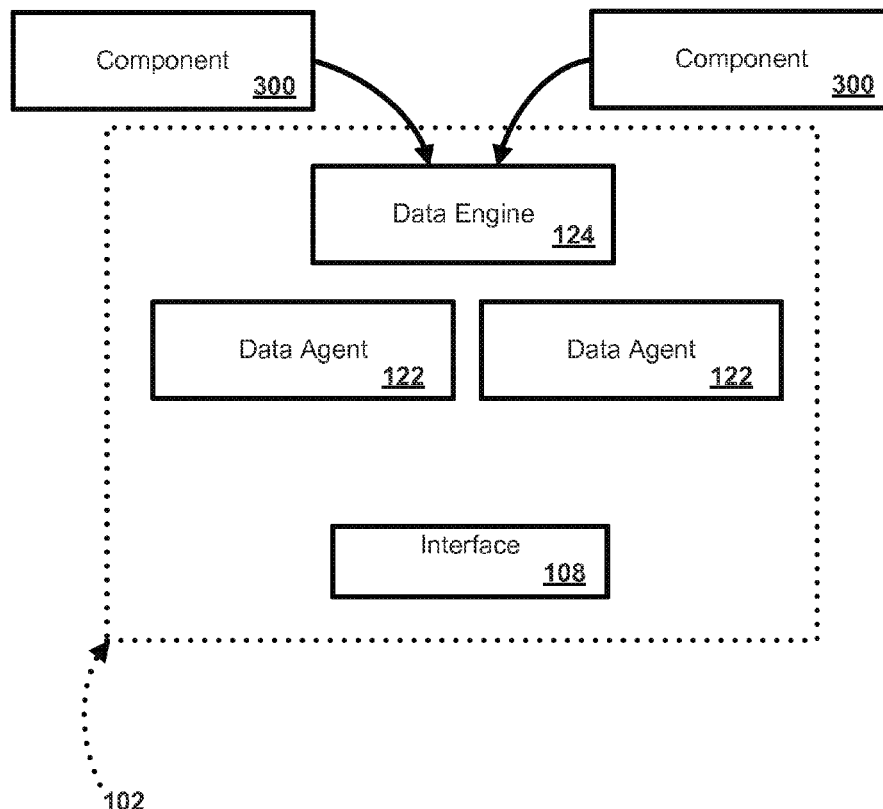 Component
300
Component
300
Data Engine
124
Data Agent
122
Data Agent
122
Interface
108
102